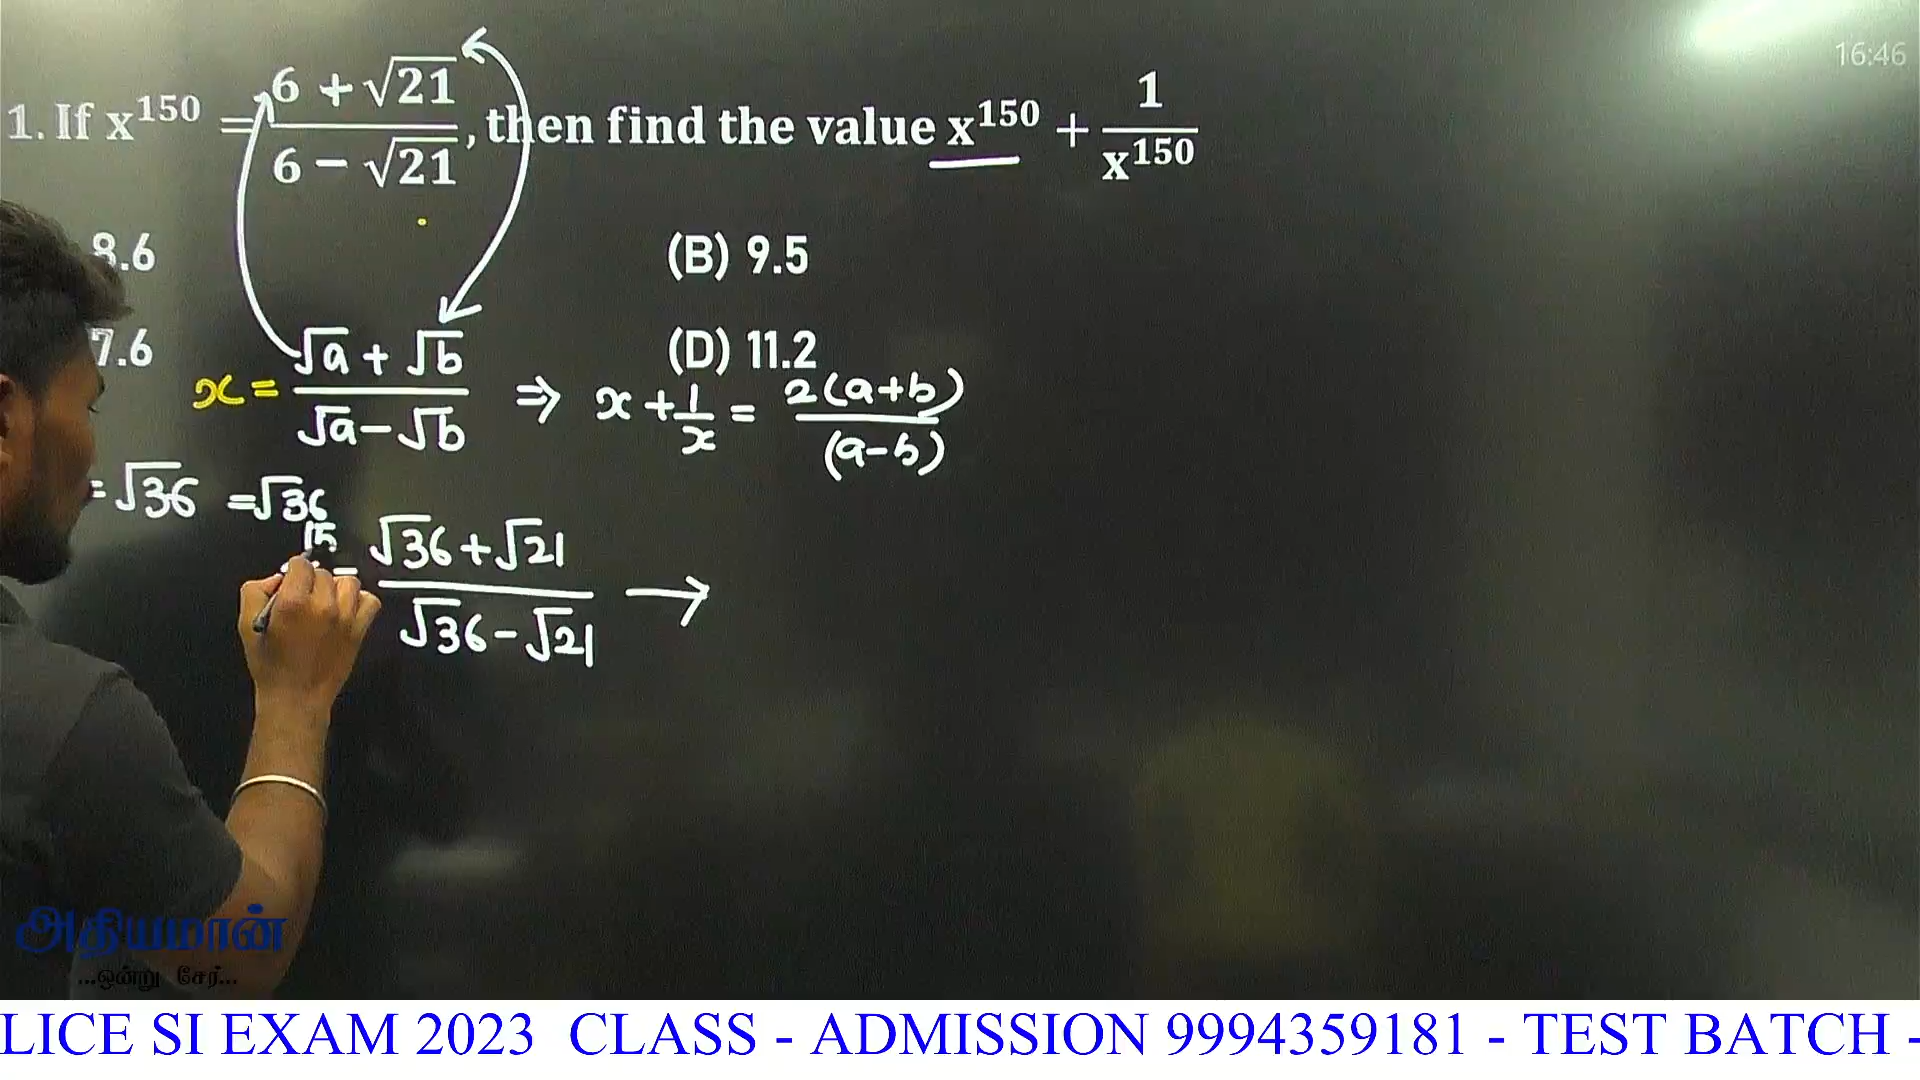 16:46
1. If x^150 = (6 + √21)/(6 − √21), then find the value x^150 + 1/x^150
8.6
(B) 9.5
7.6
(D) 11.2
x = (√a + √b)/(√a − √b) ⇒ x + 1/x = 2(a+b)/(a−b)
= √36 = √36
= (√36 + √21)/(√36 − √21) →
அதியமான்
...ஒன்று சேர்...
LICE SI EXAM 2023 CLASS - ADMISSION 9994359181 - TEST BATCH -